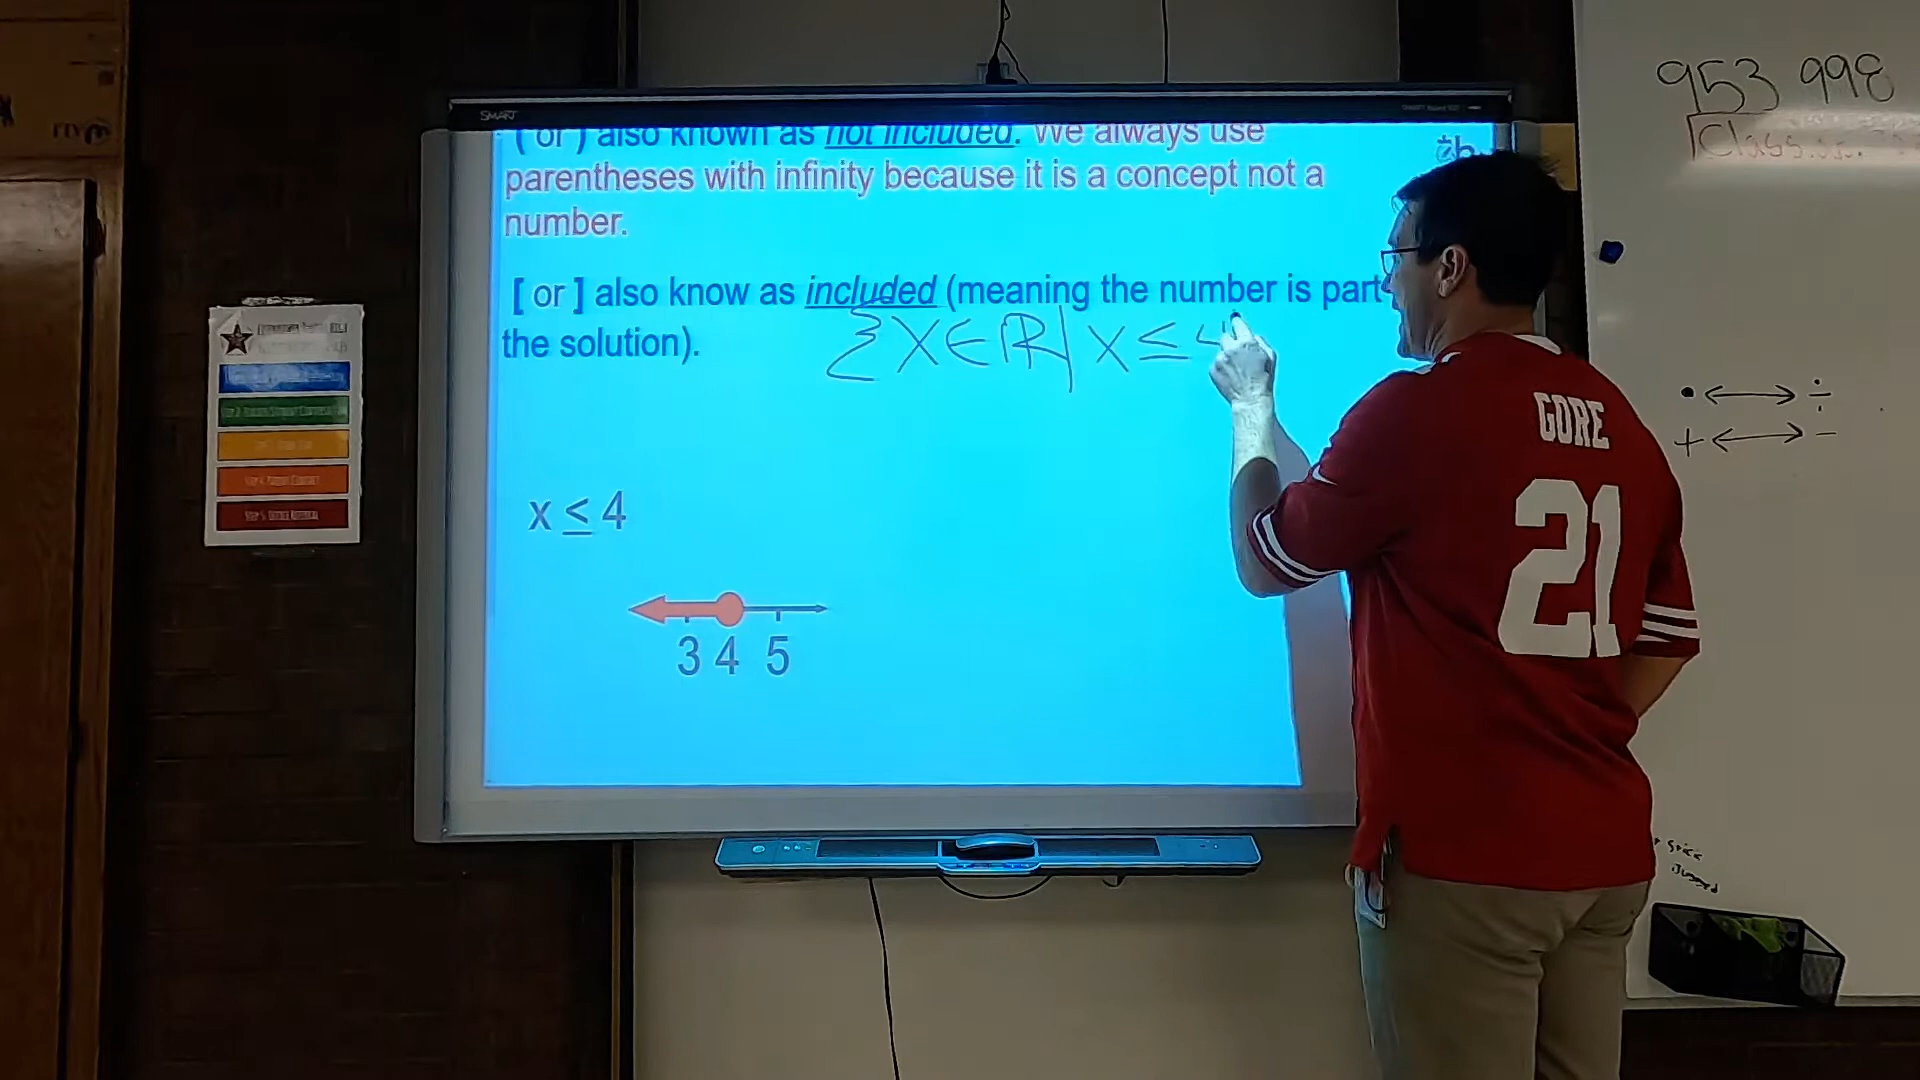 SMART
( or ) also known as not included. We always use
parentheses with infinity because it is a concept not a
number.
[ or ] also know as included (meaning the number is part
the solution).
{X∈ℝ| X≤4
x ≤ 4
3 4 5
953 998
Class.
• ↔ ÷
+ ↔ −
GORE
21